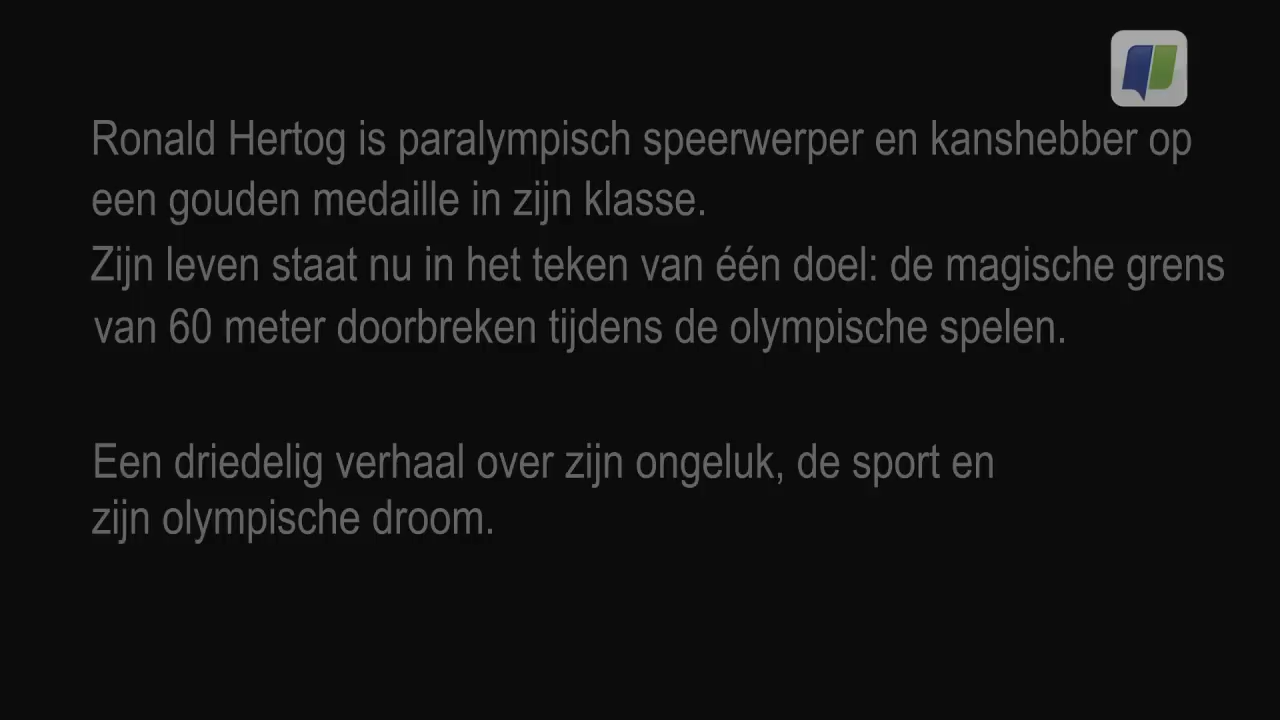 Ronald Hertog is paralympisch speerwerper en kanshebber op
een gouden medaille in zijn klasse.
Zijn leven staat nu in het teken van één doel: de magische grens
van 60 meter doorbreken tijdens de olympische spelen.
Een driedelig verhaal over zijn ongeluk, de sport en
zijn olympische droom.